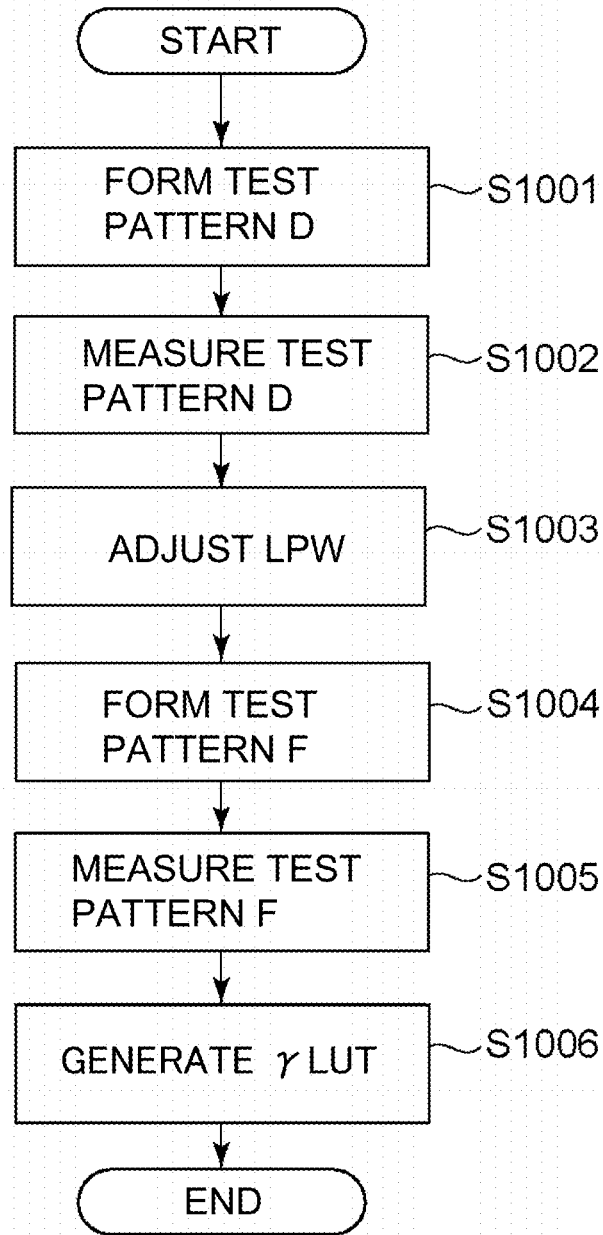 START
FORM TEST
PATTERN D
S1001
MEASURE TEST
PATTERN D
S1002
ADJUST LPW
S1003
FORM TEST
PATTERN F
S1004
MEASURE TEST
PATTERN F
S1005
GENERATE γ LUT
S1006
END